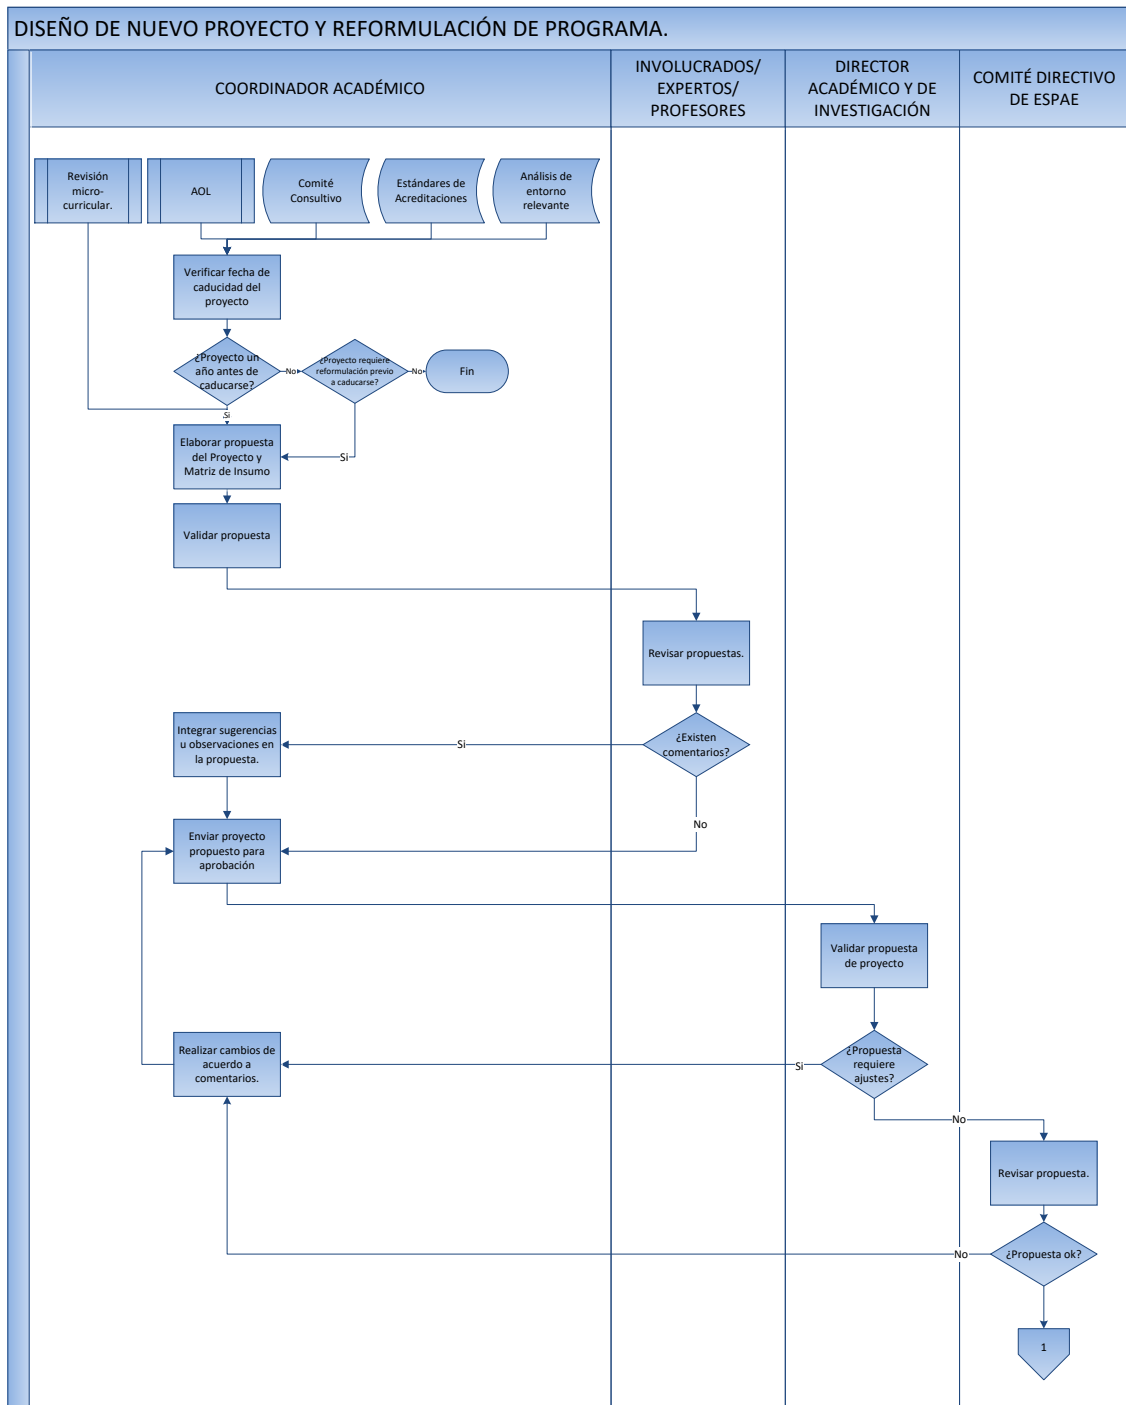 DISEÑO DE NUEVO PROYECTO Y REFORMULACIÓN DE PROGRAMA.
COORDINADOR ACADÉMICO
INVOLUCRADOS/
EXPERTOS/
PROFESORES
DIRECTOR
ACADÉMICO Y DE
INVESTIGACIÓN
COMITÉ DIRECTIVO
DE ESPAE
Revisión
micro-
curricular.
AOL
Comité
Consultivo
Estándares de
Acreditaciones
Análisis de
entorno
relevante
Verificar fecha de
caducidad del
proyecto
¿Proyecto un
año antes de
caducarse?
No
¿Proyecto requiere
reformulación previo
a caducarse?
No
Fin
Si
Si
Elaborar propuesta
del Proyecto y
Matriz de Insumo
Validar propuesta
Revisar propuestas.
¿Existen
comentarios?
Si
No
Integrar sugerencias
u observaciones en
la propuesta.
Enviar proyecto
propuesto para
aprobación
Validar propuesta
de proyecto
¿Propuesta
requiere
ajustes?
Si
No
Realizar cambios de
acuerdo a
comentarios.
Revisar propuesta.
¿Propuesta ok?
No
1